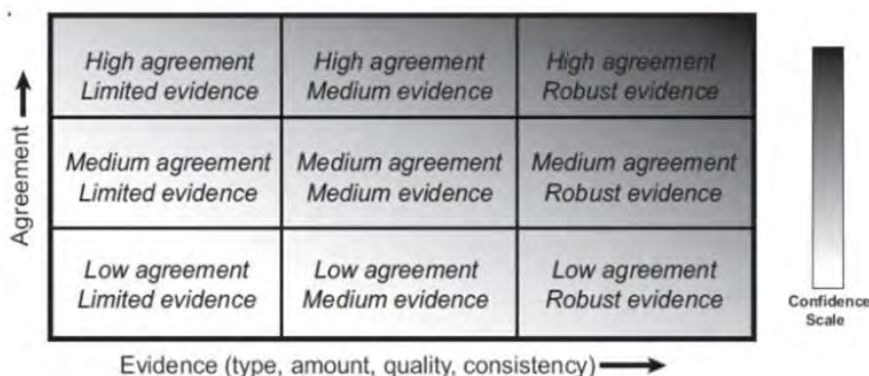 High agreement
Limited evidence
High agreement
Medium evidence
High agreement
Robust evidence
Agreement
Medium agreement
Limited evidence
Medium agreement
Medium evidence
Medium agreement
Robust evidence
Low agreement
Limited evidence
Low agreement
Medium evidence
Low agreement
Robust evidence
Confidence
Scale
Evidence (type, amount, quality, consistency)